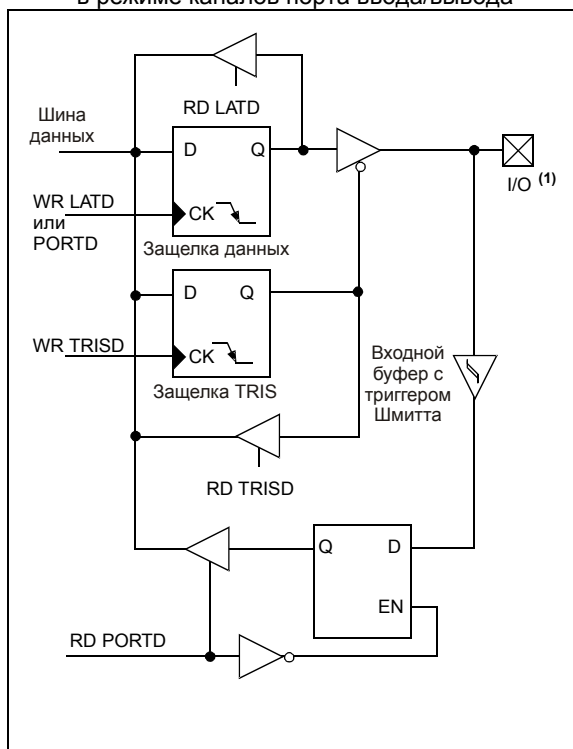 в режиме каналов порта ввода/вывода
RD LATD
Шина
данных
D Q
I/O (1)
WR LATD
или
PORTD
CK
Защелка данных
D Q
WR TRISD
CK
Защелка TRIS
Входной
буфер с
триггером
Шмитта
RD TRISD
Q D
EN
RD PORTD